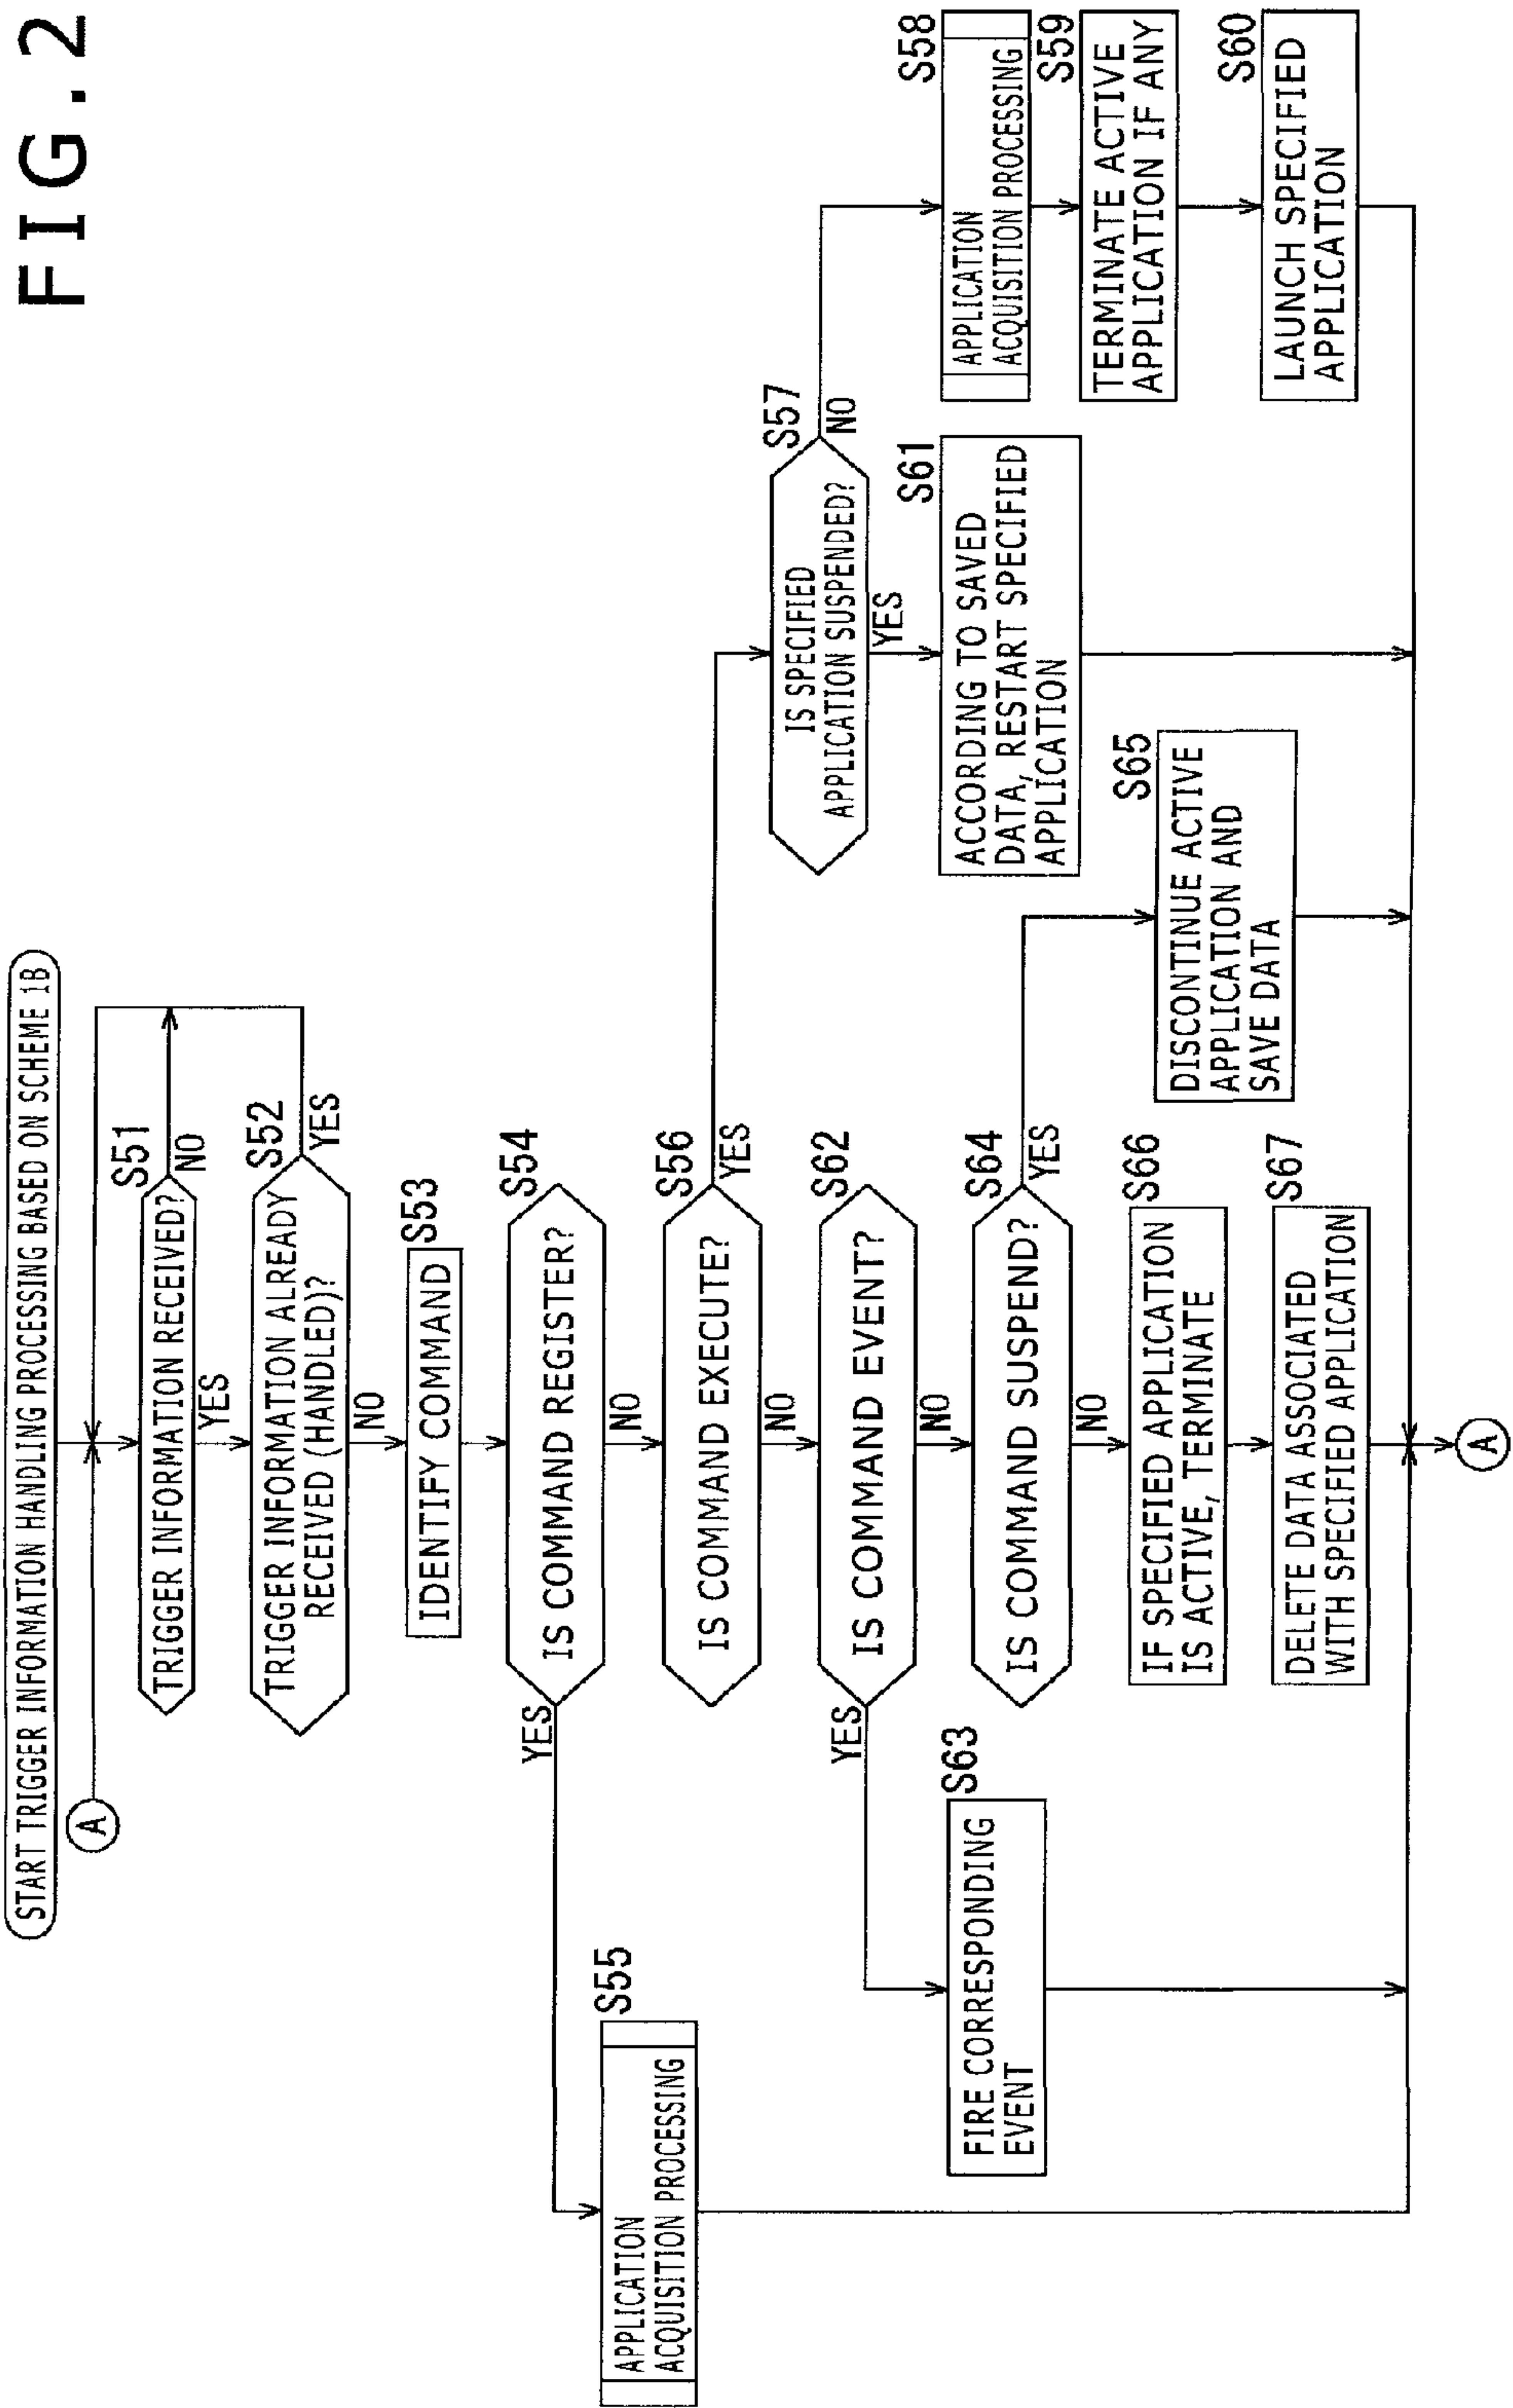 FIG. 2
START TRIGGER INFORMATION HANDLING PROCESSING BASED ON SCHEME 1B
A
S51
TRIGGER INFORMATION RECEIVED?
NO
YES
S52
TRIGGER INFORMATION ALREADY
RECEIVED (HANDLED)?
YES
NO
S53
IDENTIFY COMMAND
S54
IS COMMAND REGISTER?
YES
NO
S55
APPLICATION
ACQUISITION PROCESSING
S56
IS COMMAND EXECUTE?
YES
NO
S57
IS SPECIFIED
APPLICATION SUSPENDED?
NO
YES
S58
APPLICATION
ACQUISITION PROCESSING
S59
TERMINATE ACTIVE
APPLICATION IF ANY
S60
LAUNCH SPECIFIED
APPLICATION
S61
ACCORDING TO SAVED
DATA, RESTART SPECIFIED
APPLICATION
S62
IS COMMAND EVENT?
YES
NO
S63
FIRE CORRESPONDING
EVENT
S64
IS COMMAND SUSPEND?
YES
NO
S65
DISCONTINUE ACTIVE
APPLICATION AND
SAVE DATA
S66
IF SPECIFIED APPLICATION
IS ACTIVE, TERMINATE
S67
DELETE DATA ASSOCIATED
WITH SPECIFIED APPLICATION
A